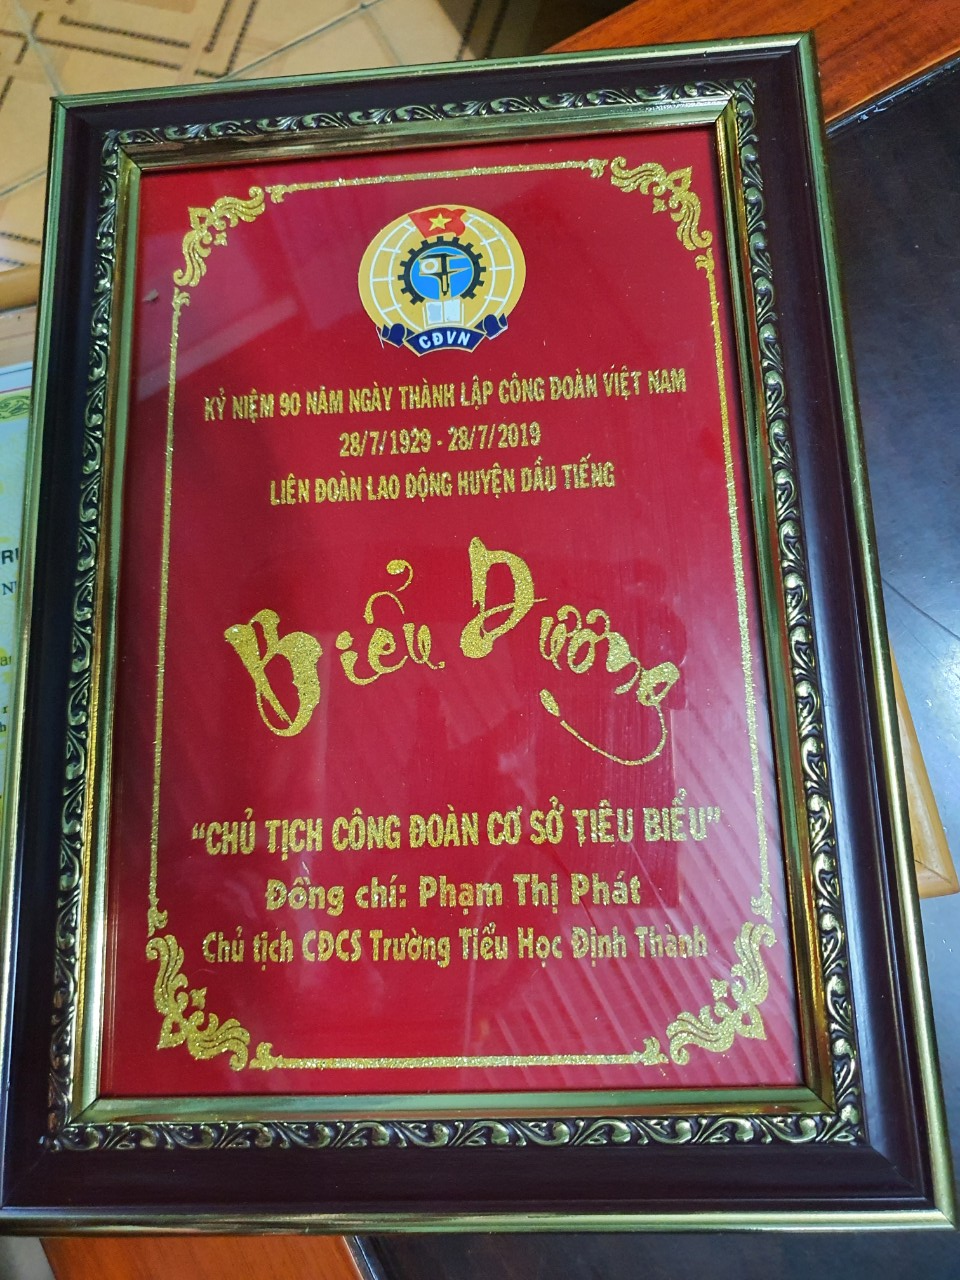 CĐVN
KỶ NIỆM 90 NĂM NGÀY THÀNH LẬP CÔNG ĐOÀN VIỆT NAM
28/7/1929 - 28/7/2019
LIÊN ĐOÀN LAO ĐỘNG HUYỆN DẦU TIẾNG
Biểu Dương
“CHỦ TỊCH CÔNG ĐOÀN CƠ SỞ TIÊU BIỂU”
Đồng chí: Phạm Thị Phát
Chủ tịch CĐCS Trường Tiểu Học Định Thành